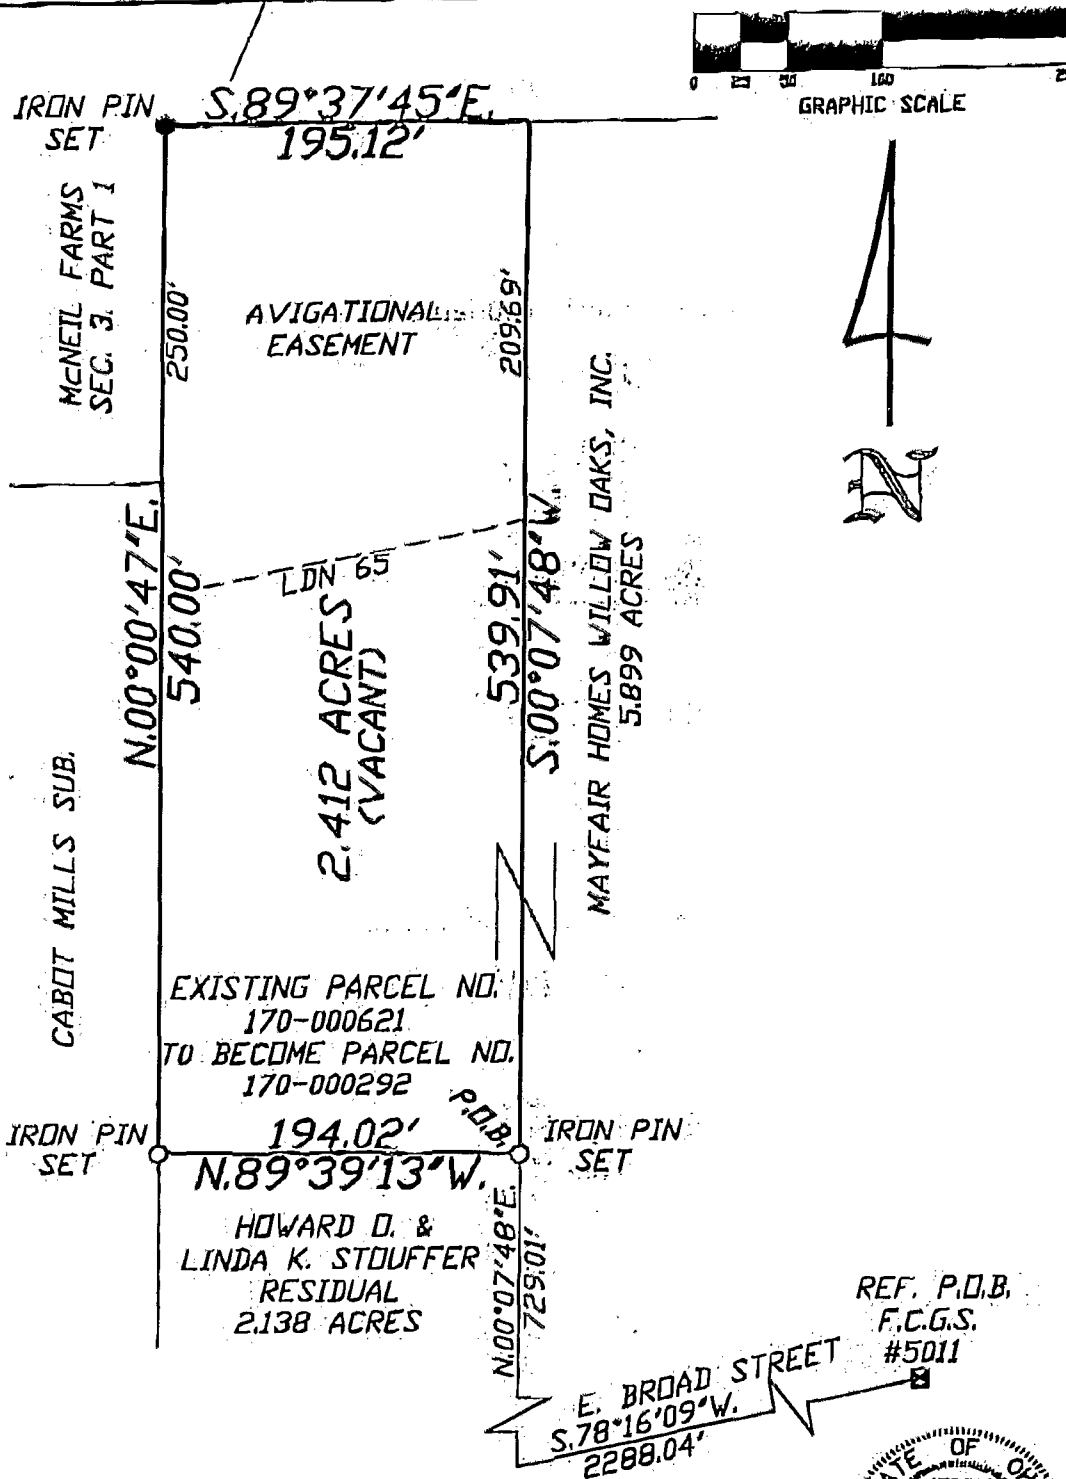 0 25 50 100
GRAPHIC SCALE
IRON PIN
SET
S.89°37'45"E.
195.12'
McNEIL FARMS
SEC. 3. PART 1
250.00'
AVIGATIONAL
EASEMENT
209.69'
N
MAYFAIR HOMES WILLOW OAKS, INC.
5.899 ACRES
N.00°00'47"E.
540.00'
LDN 65
2.412 ACRES
(VACANT)
539.91'
S.00°07'48"W.
CABOT MILLS SUB.
EXISTING PARCEL NO.
170-000621
TO BECOME PARCEL NO.
170-000292
P.O.B.
IRON PIN
SET
194.02'
N.89°39'13"W.
IRON PIN
SET
HOWARD D. &
LINDA K. STOUFFER
RESIDUAL
2.138 ACRES
N.00°07'48"E.
729.01'
REF. P.O.B.
F.C.G.S.
#5011
E. BROAD STREET
S.78°16'09"W.
2288.04'
OF